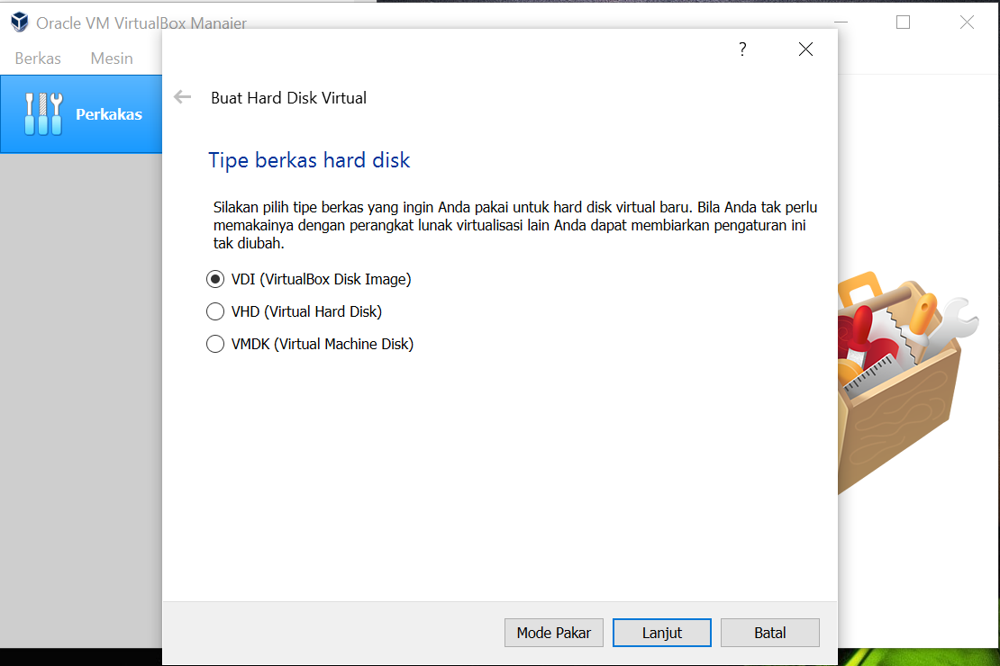 Oracle VM VirtualBox Manaier
Berkas Mesin
?
Buat Hard Disk Virtual
Perkakas
Tipe berkas hard disk
Silakan pilih tipe berkas yang ingin Anda pakai untuk hard disk virtual baru. Bila Anda tak perlu
memakainya dengan perangkat lunak virtualisasi lain Anda dapat membiarkan pengaturan ini
tak diubah.
VDI (VirtualBox Disk Image)
VHD (Virtual Hard Disk)
VMDK (Virtual Machine Disk)
Mode Pakar Lanjut Batal